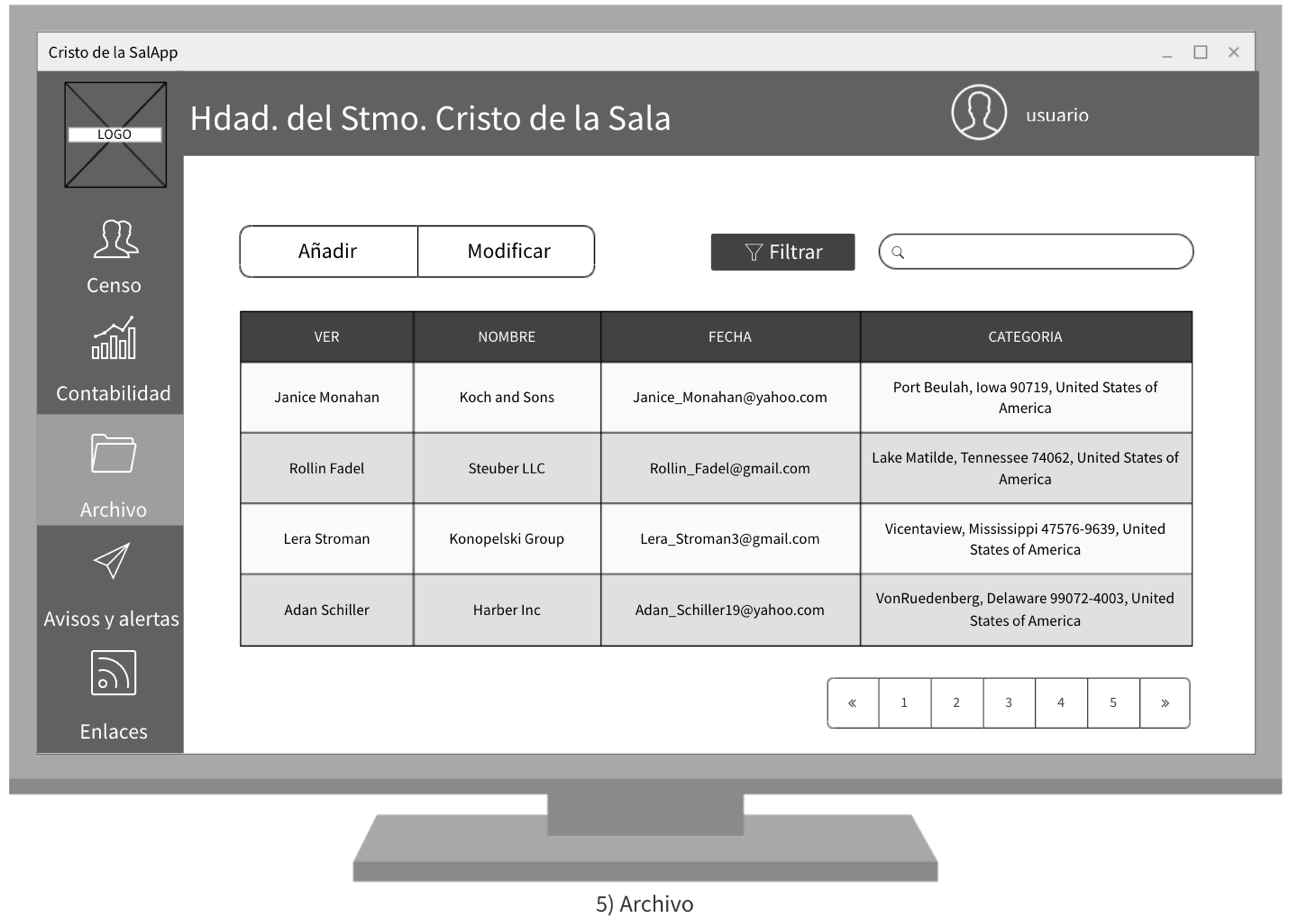 Cristo de la SalApp
LOGO
Hdad. del Stmo. Cristo de la Sala
usuario
Censo
Contabilidad
Archivo
Avisos y alertas
Enlaces
Añadir
Modificar
Filtrar
VER
NOMBRE
FECHA
CATEGORIA
Janice Monahan
Koch and Sons
Janice_Monahan@yahoo.com
Port Beulah, Iowa 90719, United States of
America
Rollin Fadel
Steuber LLC
Rollin_Fadel@gmail.com
Lake Matilde, Tennessee 74062, United States of
America
Lera Stroman
Konopelski Group
Lera_Stroman3@gmail.com
Vicentaview, Mississippi 47576-9639, United
States of America
Adan Schiller
Harber Inc
Adan_Schiller19@yahoo.com
VonRuedenberg, Delaware 99072-4003, United
States of America
« 1 2 3 4 5 »
5) Archivo